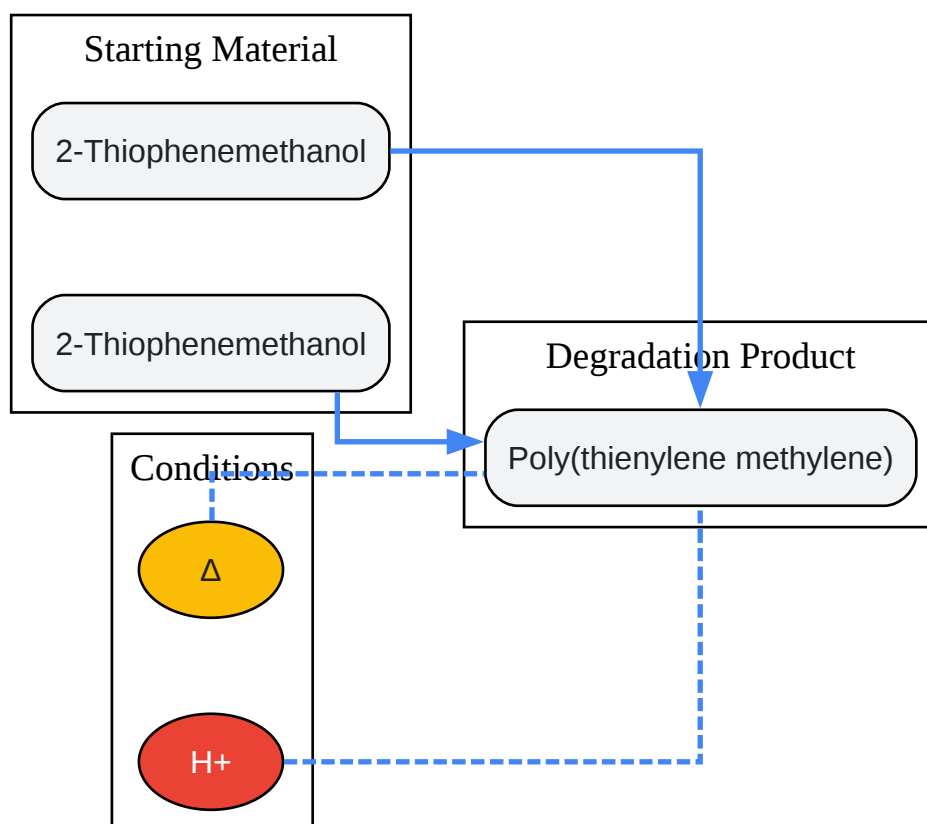 Starting Material
2-Thiophenemethanol
2-Thiophenemethanol
Degradation Product
Poly(thienylene methylene)
Conditions
Δ
H+